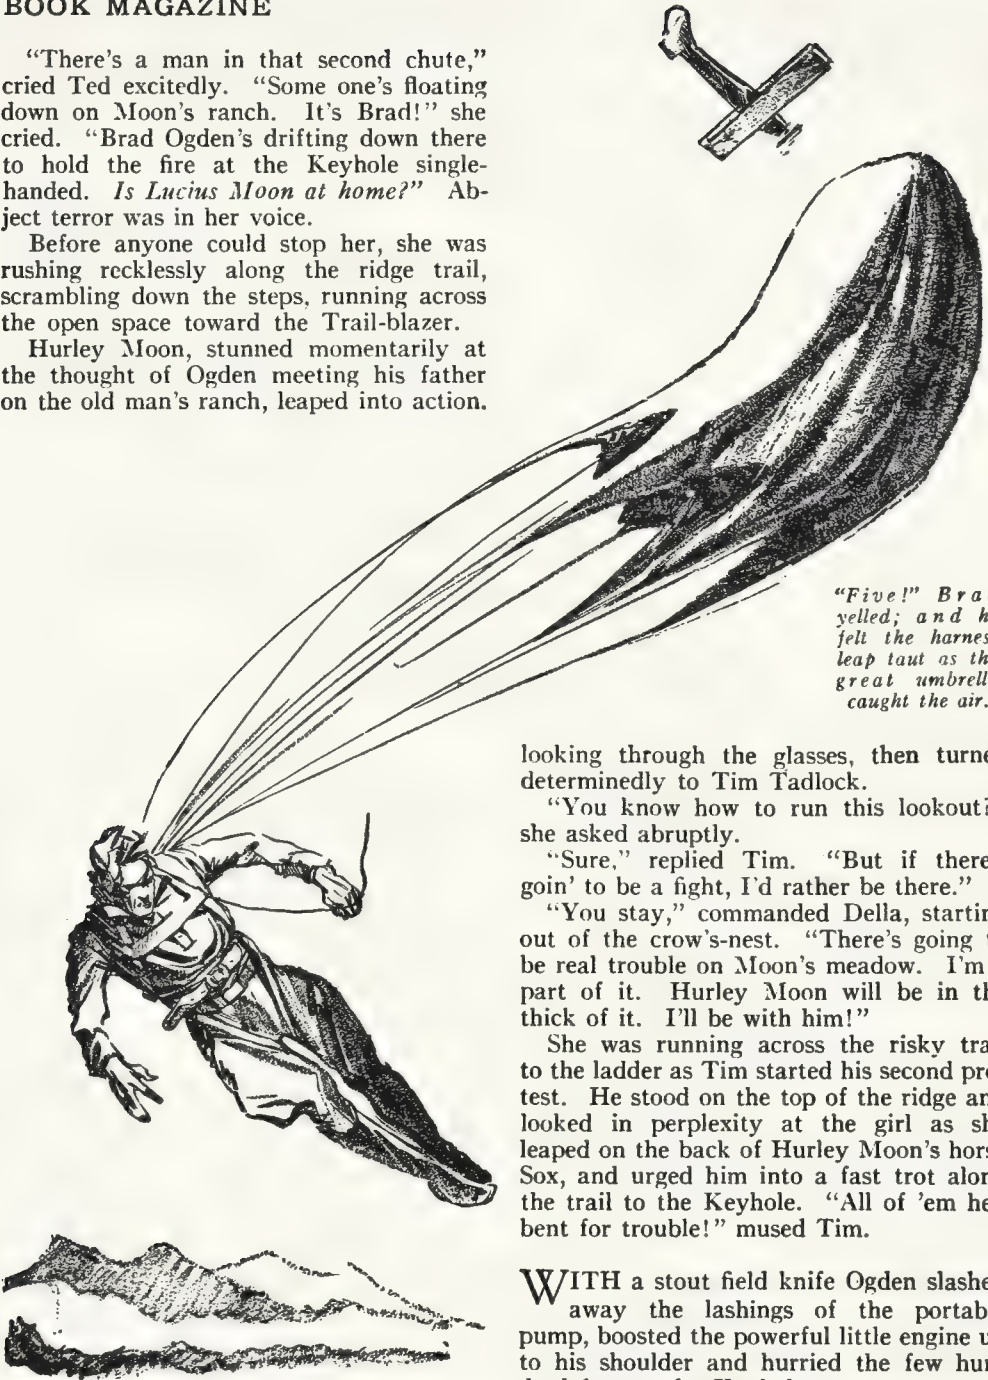 BOOK MAGAZINE
“There’s a man in that second chute,”
cried Ted excitedly. “Some one’s floating
down on Moon’s ranch. It’s Brad!” she
cried. “Brad Ogden’s drifting down there
to hold the fire at the Keyhole single-
handed. Is Lucius Moon at home?” Ab-
ject terror was in her voice.
Before anyone could stop her, she was
rushing recklessly along the ridge trail,
scrambling down the steps, running across
the open space toward the Trail-blazer.
Hurley Moon, stunned momentarily at
the thought of Ogden meeting his father
on the old man’s ranch, leaped into action.
“Five!” Bra
yelled; and h
felt the harnes
leap taut as th
great umbrell
caught the air.
looking through the glasses, then turne
determinedly to Tim Tadlock.
“You know how to run this lookout?
she asked abruptly.
“Sure,” replied Tim. “But if there
goin’ to be a fight, I’d rather be there.”
“You stay,” commanded Della, startin
out of the crow’s-nest. “There’s going
be real trouble on Moon’s meadow. I’m
part of it. Hurley Moon will be in th
thick of it. I’ll be with him!”
She was running across the risky tra
to the ladder as Tim started his second pro
test. He stood on the top of the ridge an
looked in perplexity at the girl as sh
leaped on the back of Hurley Moon’s hors
Sox, and urged him into a fast trot alon
the trail to the Keyhole. “All of ’em he
bent for trouble!” mused Tim.
WITH a stout field knife Ogden slashe
away the lashings of the portab
pump, boosted the powerful little engine u
to his shoulder and hurried the few hun